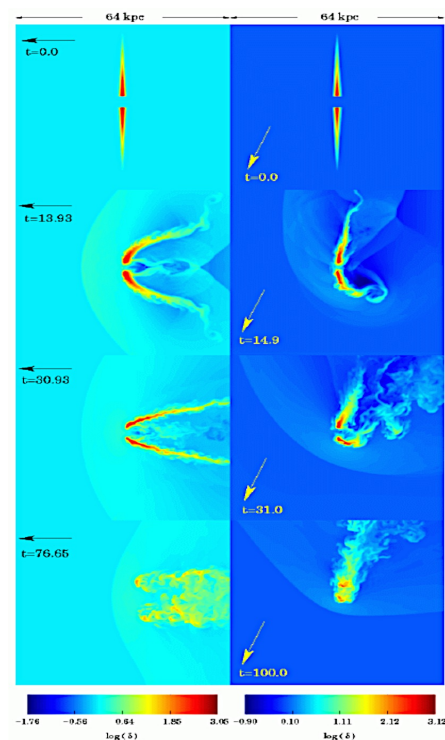 64 kpc 64 kpc
t=0.0
t=0.0
t=13.93
t=14.9
t=30.93
t=31.0
t=76.65
t=100.0
−1.76 −0.56 0.64 1.85 3.05 −0.90 0.10 1.11 2.12 3.12
log(δ) log(δ)